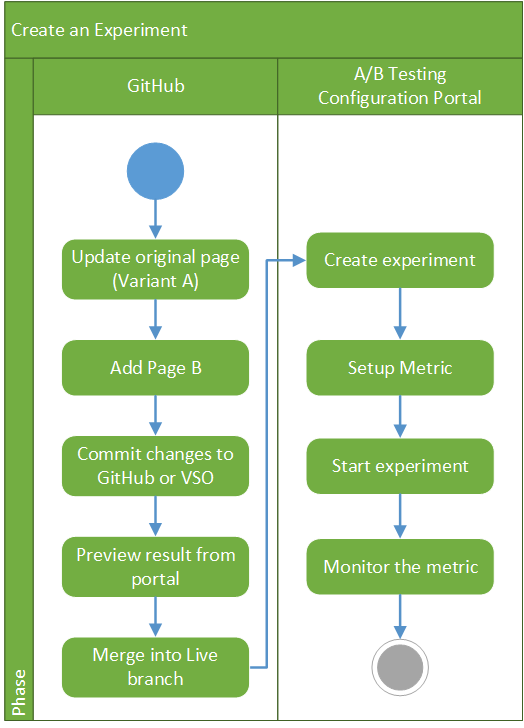 Create an Experiment
GitHub
A/B Testing
Configuration Portal
Update original page
(Variant A)
Add Page B
Commit changes to
GitHub or VSO
Preview result from
portal
Merge into Live
branch
Create experiment
Setup Metric
Start experiment
Monitor the metric
Phase